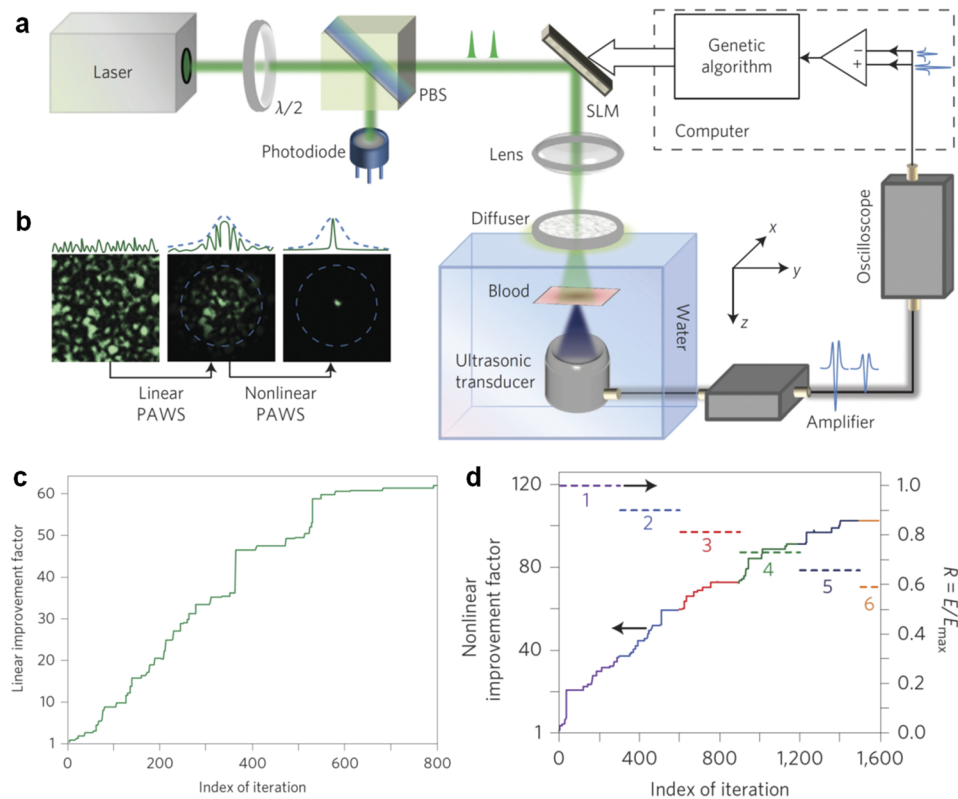 a
Laser
λ/2
PBS
Photodiode
SLM
Genetic
algorithm
−
+
Computer
Lens
Diffuser
Blood
Water
Ultrasonic
transducer
x
y
z
Oscilloscope
Amplifier
b
Linear
PAWS
Nonlinear
PAWS
c
Linear improvement factor
60
50
40
30
20
10
1
0
200
400
600
800
Index of iteration
d
Nonlinear
improvement factor
120
80
40
1
1
2
3
4
5
6
1.0
0.8
0.6
0.4
0.2
0.0
R = E/Emax
0
400
800
1,200
1,600
Index of iteration